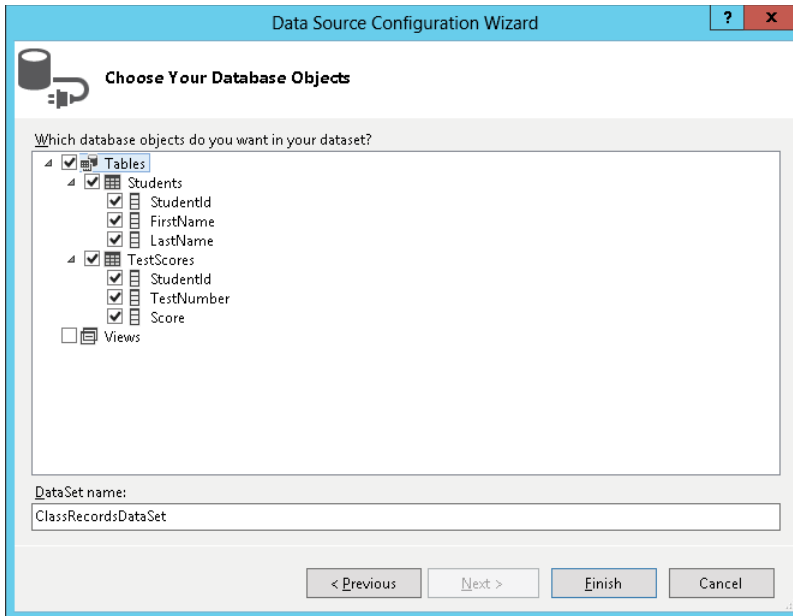 Data Source Configuration Wizard
?
x
Choose Your Database Objects
Which database objects do you want in your dataset?
Tables
Students
StudentId
FirstName
LastName
TestScores
StudentId
TestNumber
Score
Views
DataSet name:
ClassRecordsDataSet
< Previous Next > Finish Cancel